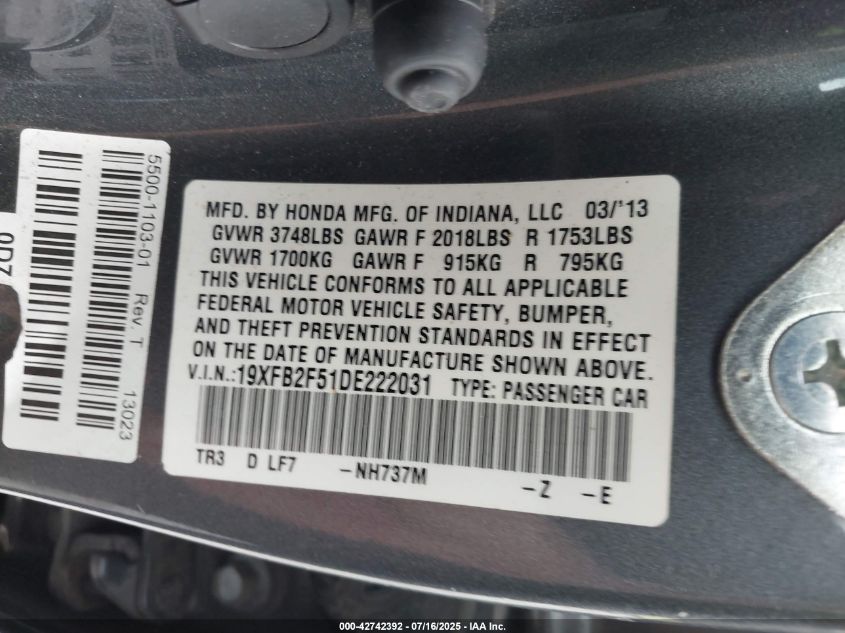 MFD. BY HONDA MFG. OF INDIANA, LLC 03/'13
GVWR 3748LBS GAWR F 2018LBS R 1753LBS
GVWR 1700KG GAWR F 915KG R 795KG
THIS VEHICLE CONFORMS TO ALL APPLICABLE
FEDERAL MOTOR VEHICLE SAFETY, BUMPER,
AND THEFT PREVENTION STANDARDS IN EFFECT
ON THE DATE OF MANUFACTURE SHOWN ABOVE.
V.I.N.:19XFB2F51DE222031 TYPE: PASSENGER CAR
TR3 D LF7 -NH737M -Z -E
5500-1103-01 Rev. T 13023
000-42742392 - 07/16/2025 - IAA Inc.